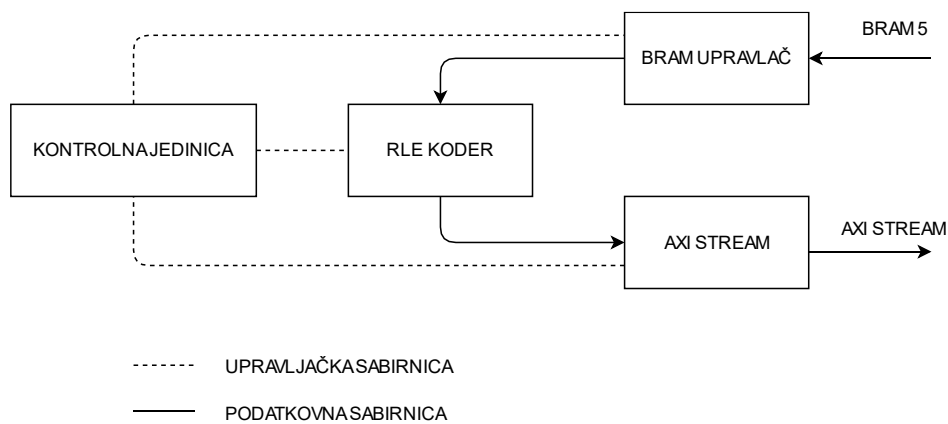 BRAM 5
BRAM UPRAVLAČ
KONTROLNA JEDINICA
RLE KODER
AXI STREAM
AXI STREAM
UPRAVLJAČKA SABIRNICA
PODATKOVNA SABIRNICA